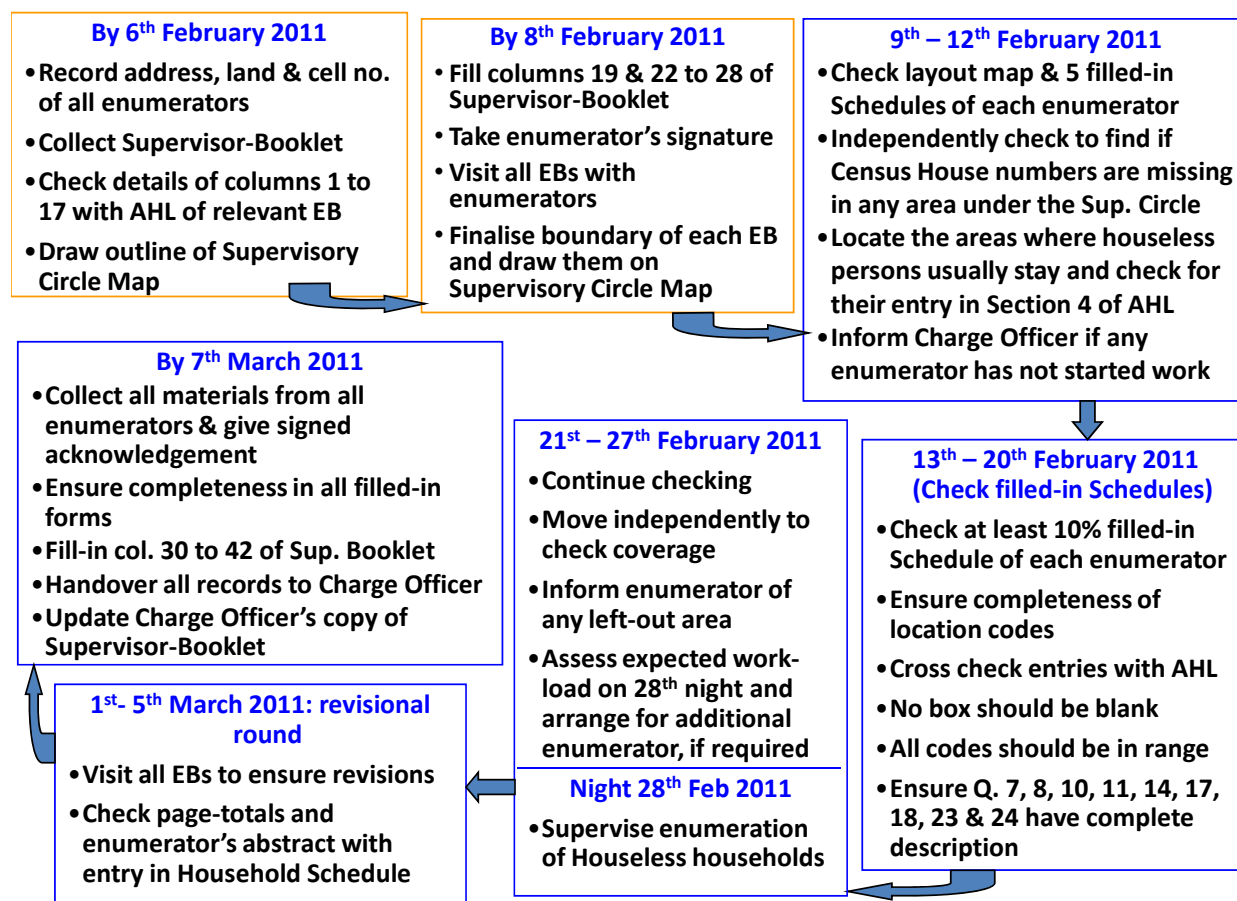 By 6th February 2011
•Record address, land & cell no.
of all enumerators
•Collect Supervisor-Booklet
•Check details of columns 1 to
17 with AHL of relevant EB
•Draw outline of Supervisory
Circle Map
By 8th February 2011
• Fill columns 19 & 22 to 28 of
Supervisor-Booklet
• Take enumerator’s signature
• Visit all EBs with
enumerators
• Finalise boundary of each EB
and draw them on
Supervisory Circle Map
9th – 12th February 2011
•Check layout map & 5 filled-in
Schedules of each enumerator
•Independently check to find if
Census House numbers are missing
in any area under the Sup. Circle
•Locate the areas where houseless
persons usually stay and check for
their entry in Section 4 of AHL
•Inform Charge Officer if any
enumerator has not started work
13th – 20th February 2011
(Check filled-in Schedules)
•Check at least 10% filled-in
Schedule of each enumerator
•Ensure completeness of
location codes
•Cross check entries with AHL
•No box should be blank
•All codes should be in range
•Ensure Q. 7, 8, 10, 11, 14, 17,
18, 23 & 24 have complete
description
21st – 27th February 2011
•Continue checking
•Move independently to
check coverage
•Inform enumerator of
any left-out area
•Assess expected work-
load on 28th night and
arrange for additional
enumerator, if required
Night 28th Feb 2011
•Supervise enumeration
of Houseless households
1st- 5th March 2011: revisional
round
•Visit all EBs to ensure revisions
•Check page-totals and
enumerator’s abstract with
entry in Household Schedule
By 7th March 2011
•Collect all materials from all
enumerators & give signed
acknowledgement
•Ensure completeness in all filled-in
forms
•Fill-in col. 30 to 42 of Sup. Booklet
•Handover all records to Charge Officer
•Update Charge Officer’s copy of
Supervisor-Booklet